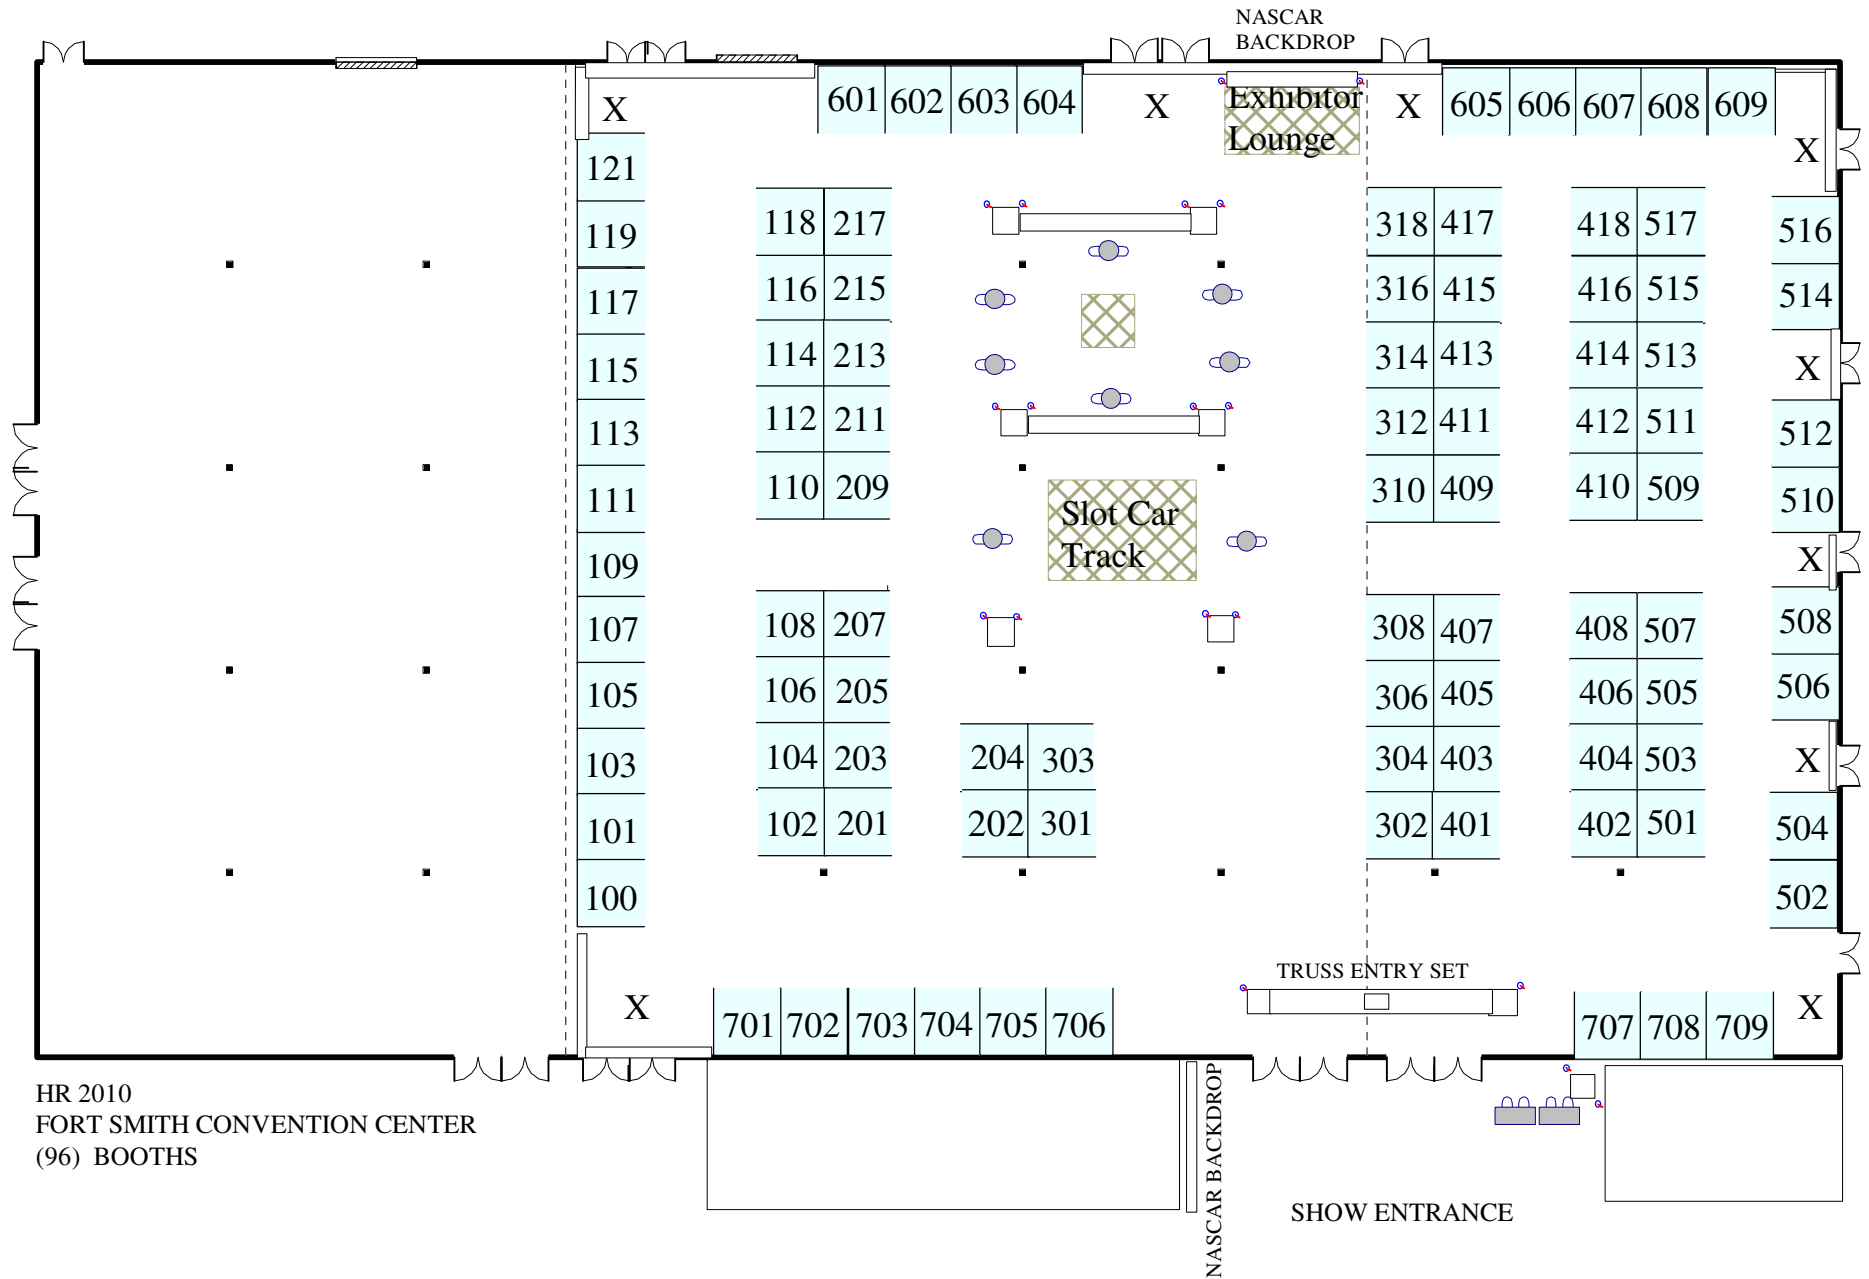 NASCAR
BACKDROP
601 602 603 604
X
X
Exhibitor
Lounge
X
605 606 607 608 609
X
121
118 217
318 417
418 517
516
119
116 215
316 415
416 515
514
117
114 213
314 413
414 513
X
115
112 211
312 411
412 511
512
113
110 209
310 409
410 509
510
111
Slot Car
Track
X
109
108 207
308 407
408 507
508
107
106 205
306 405
406 505
506
105
104 203
204 303
304 403
404 503
X
103
102 201
202 301
302 401
402 501
504
101
100
502
TRUSS ENTRY SET
X
701 702 703 704 705 706
707 708 709
X
HR 2010
FORT SMITH CONVENTION CENTER
(96) BOOTHS
NASCAR BACKDROP
SHOW ENTRANCE